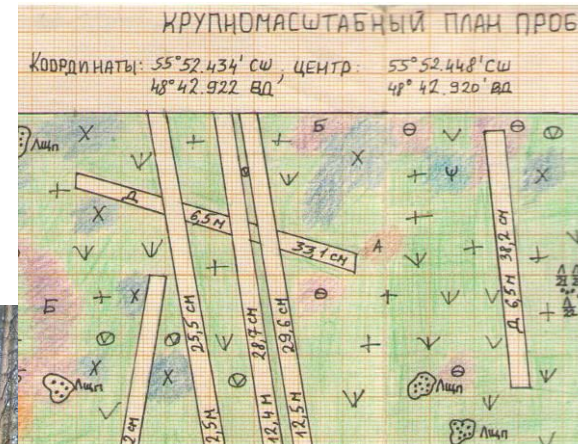 КРУПНОМАСШТАБНЫЙ ПЛАН ПРОБ
КООРДИНАТЫ: 55°52.434' СШ, ЦЕНТР: 55°52.448' СШ
48°42.922 ВД 48°42.920' ВД
Лщп
Х
Б
Х
Ψ
Х
Д 6,5 м 33,1 см
Х
А
Д 6,5 м 38,2 см
Б
Х
25,5 см
28,7 см
29,6 см
Х
Х
Лщп
Лщп
2 см
2,5 м
12,4 м
12,5 м
Лщп